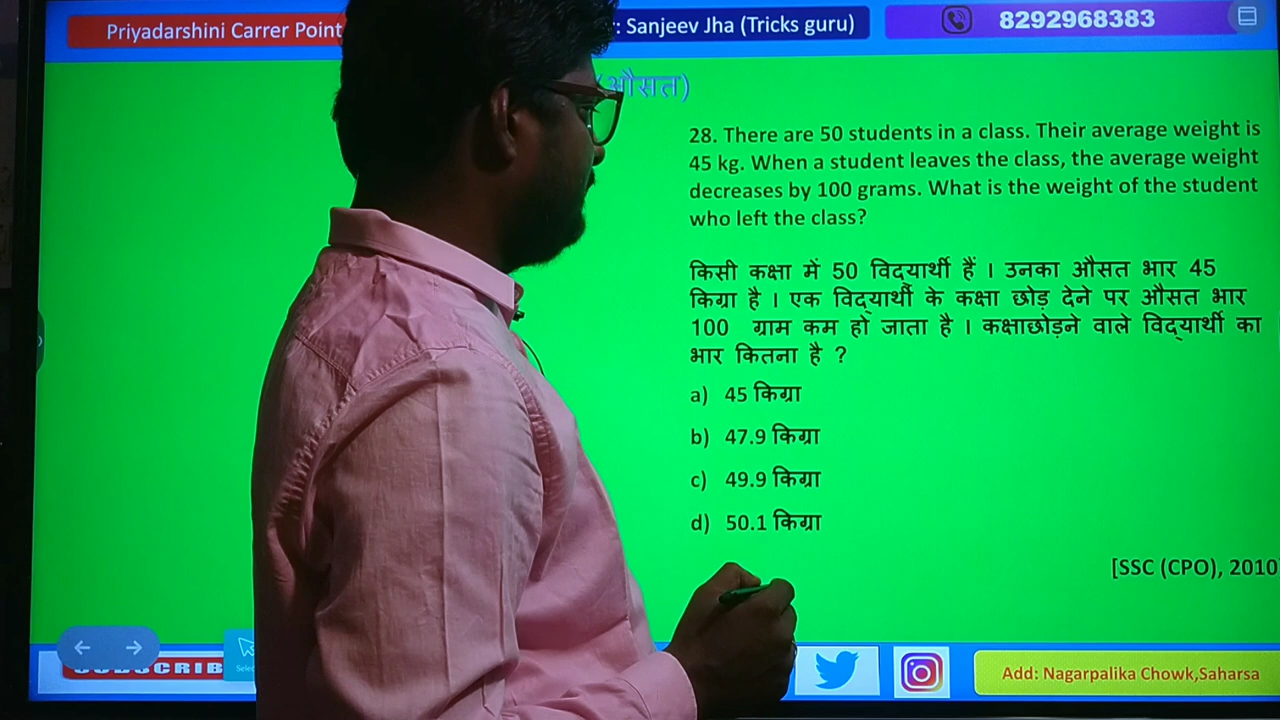 Priyadarshini Carrer Point
: Sanjeev Jha (Tricks guru)
8292968383
(औसत)
28. There are 50 students in a class. Their average weight is
45 kg. When a student leaves the class, the average weight
decreases by 100 grams. What is the weight of the student
who left the class?
किसी कक्षा में 50 विद्यार्थी हैं । उनका औसत भार 45
किग्रा है । एक विद्यार्थी के कक्षा छोड़ देने पर औसत भार
100 ग्राम कम हो जाता है । कक्षाछोड़ने वाले विद्यार्थी का
भार कितना है ?
a) 45 किग्रा
b) 47.9 किग्रा
c) 49.9 किग्रा
d) 50.1 किग्रा
[SSC (CPO), 2010
Add: Nagarpalika Chowk,Saharsa